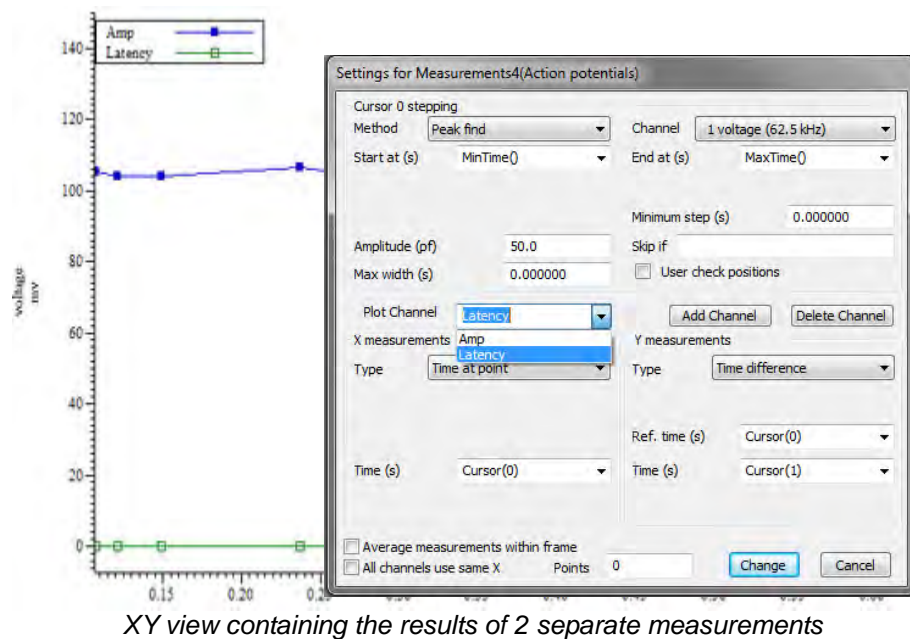 Amp
Latency
140
120
100
80
60
40
20
0
voltage
mv
0.15 0.20
Settings for Measurements4(Action potentials)
Cursor 0 stepping
Method Peak find Channel 1 voltage (62.5 kHz)
Start at (s) MinTime() End at (s) MaxTime()
Minimum step (s) 0.000000
Amplitude (pf) 50.0 Skip if
Max width (s) 0.000000 User check positions
Plot Channel Latency Add Channel Delete Channel
X measurements Amp Y measurements
Latency
Type Time at point Type Time difference
Ref. time (s) Cursor(0)
Time (s) Cursor(0) Time (s) Cursor(1)
Average measurements within frame
All channels use same X Points 0 Change Cancel
XY view containing the results of 2 separate measurements